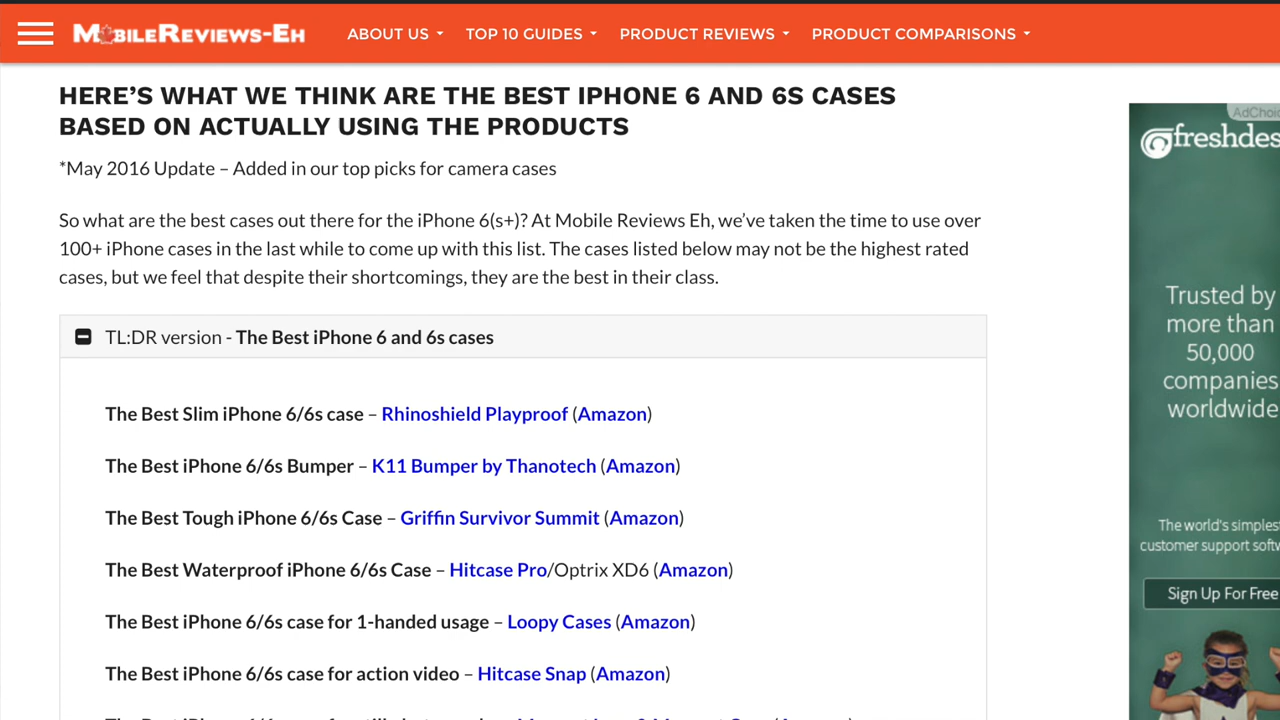 MOBILEREVIEWS-EH
ABOUT US
TOP 10 GUIDES
PRODUCT REVIEWS
PRODUCT COMPARISONS
HERE’S WHAT WE THINK ARE THE BEST IPHONE 6 AND 6S CASES
BASED ON ACTUALLY USING THE PRODUCTS
*May 2016 Update – Added in our top picks for camera cases
So what are the best cases out there for the iPhone 6(s+)? At Mobile Reviews Eh, we’ve taken the time to use over
100+ iPhone cases in the last while to come up with this list. The cases listed below may not be the highest rated
cases, but we feel that despite their shortcomings, they are the best in their class.
TL:DR version - The Best iPhone 6 and 6s cases
The Best Slim iPhone 6/6s case – Rhinoshield Playproof (Amazon)
The Best iPhone 6/6s Bumper – K11 Bumper by Thanotech (Amazon)
The Best Tough iPhone 6/6s Case – Griffin Survivor Summit (Amazon)
The Best Waterproof iPhone 6/6s Case – Hitcase Pro/Optrix XD6 (Amazon)
The Best iPhone 6/6s case for 1-handed usage – Loopy Cases (Amazon)
The Best iPhone 6/6s case for action video – Hitcase Snap (Amazon)
AdChoic
freshdes
Trusted by
more than
50,000
companies
worldwide
The world's simples
customer support softw
Sign Up For Free